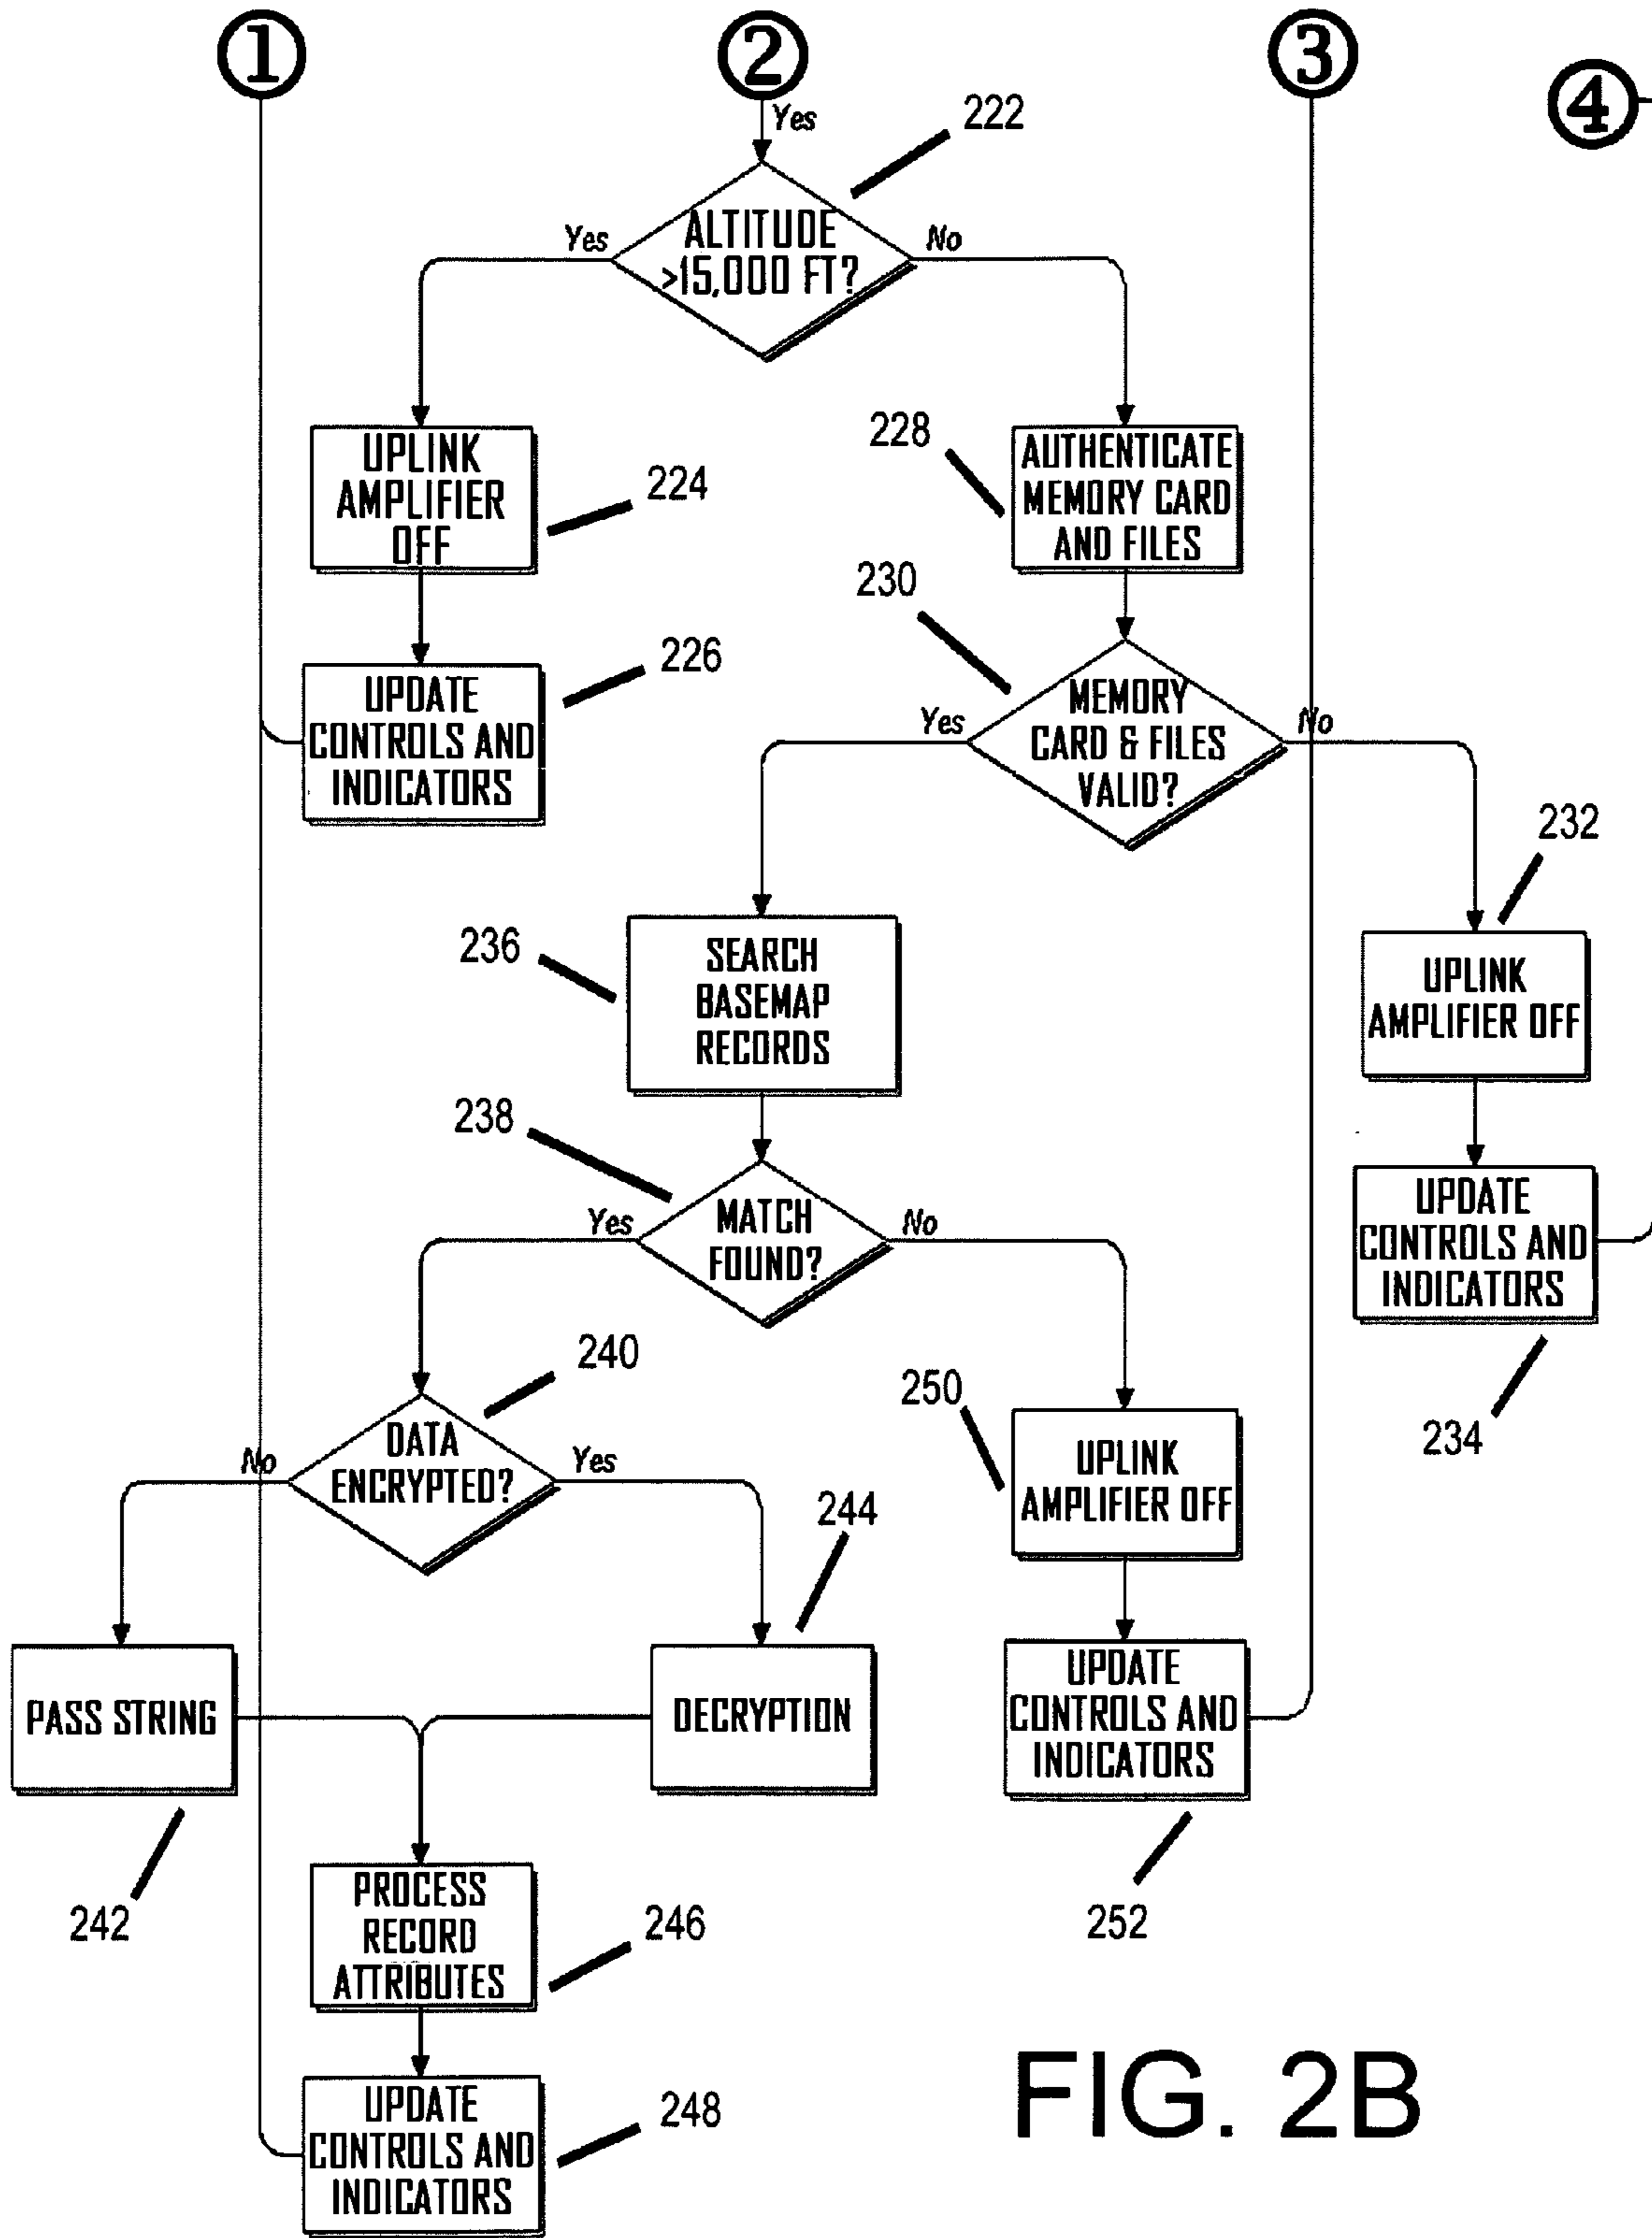 1
2
3
4
Yes
222
ALTITUDE
>15,000 FT?
Yes
No
UPLINK
AMPLIFIER
OFF
224
228
AUTHENTICATE
MEMORY CARD
AND FILES
230
226
UPDATE
CONTROLS AND
INDICATORS
MEMORY
CARD & FILES
VALID?
Yes
No
232
236
SEARCH
BASEMAP
RECORDS
UPLINK
AMPLIFIER OFF
238
MATCH
FOUND?
Yes
No
UPDATE
CONTROLS AND
INDICATORS
234
240
DATA
ENCRYPTED?
No
Yes
250
UPLINK
AMPLIFIER OFF
244
PASS STRING
DECRYPTION
UPDATE
CONTROLS AND
INDICATORS
242
252
PROCESS
RECORD
ATTRIBUTES
246
UPDATE
CONTROLS AND
INDICATORS
248
FIG. 2B